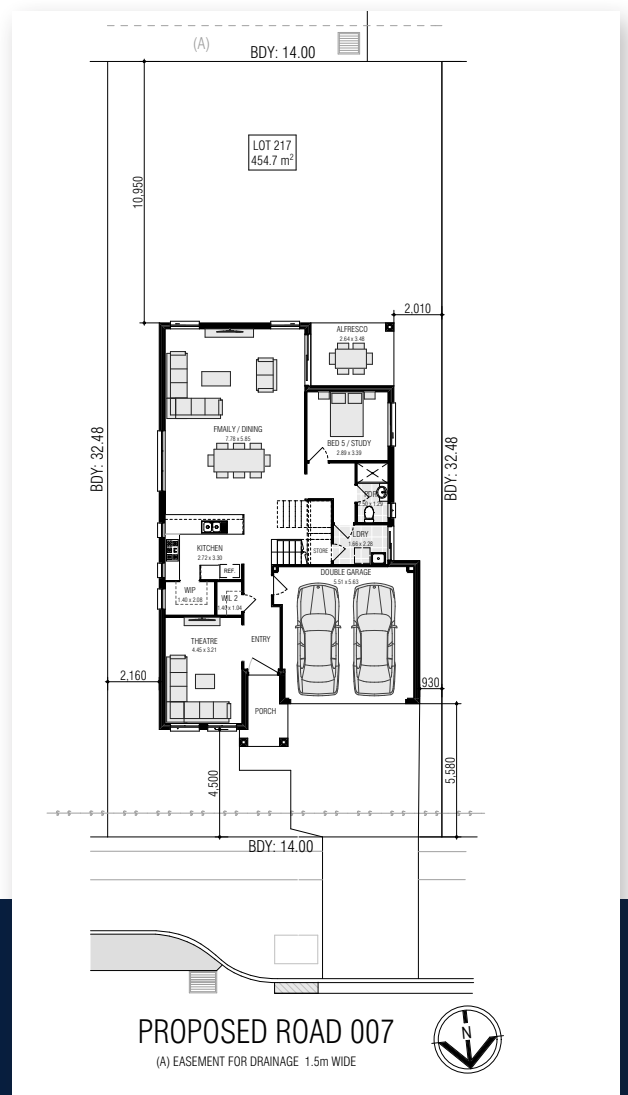 (A)
BDY: 14.00
LOT 217
454.7 m²
10,950
2,010
ALFRESCO
2.64 x 3.48
BDY: 32.48
BDY: 32.48
FMAILY / DINING
7.78 x 5.85
BED 5 / STUDY
2.89 x 3.39
LDRY
1.66 x 2.28
STORE
KITCHEN
2.72 x 3.30
REF.
DOUBLE GARAGE
5.51 x 5.63
WIP
1.40 x 2.08
THEATRE
4.45 x 3.21
ENTRY
2,160
930
PORCH
4,500
5,580
BDY: 14.00
PROPOSED ROAD 007
(A) EASEMENT FOR DRAINAGE 1.5m WIDE
N